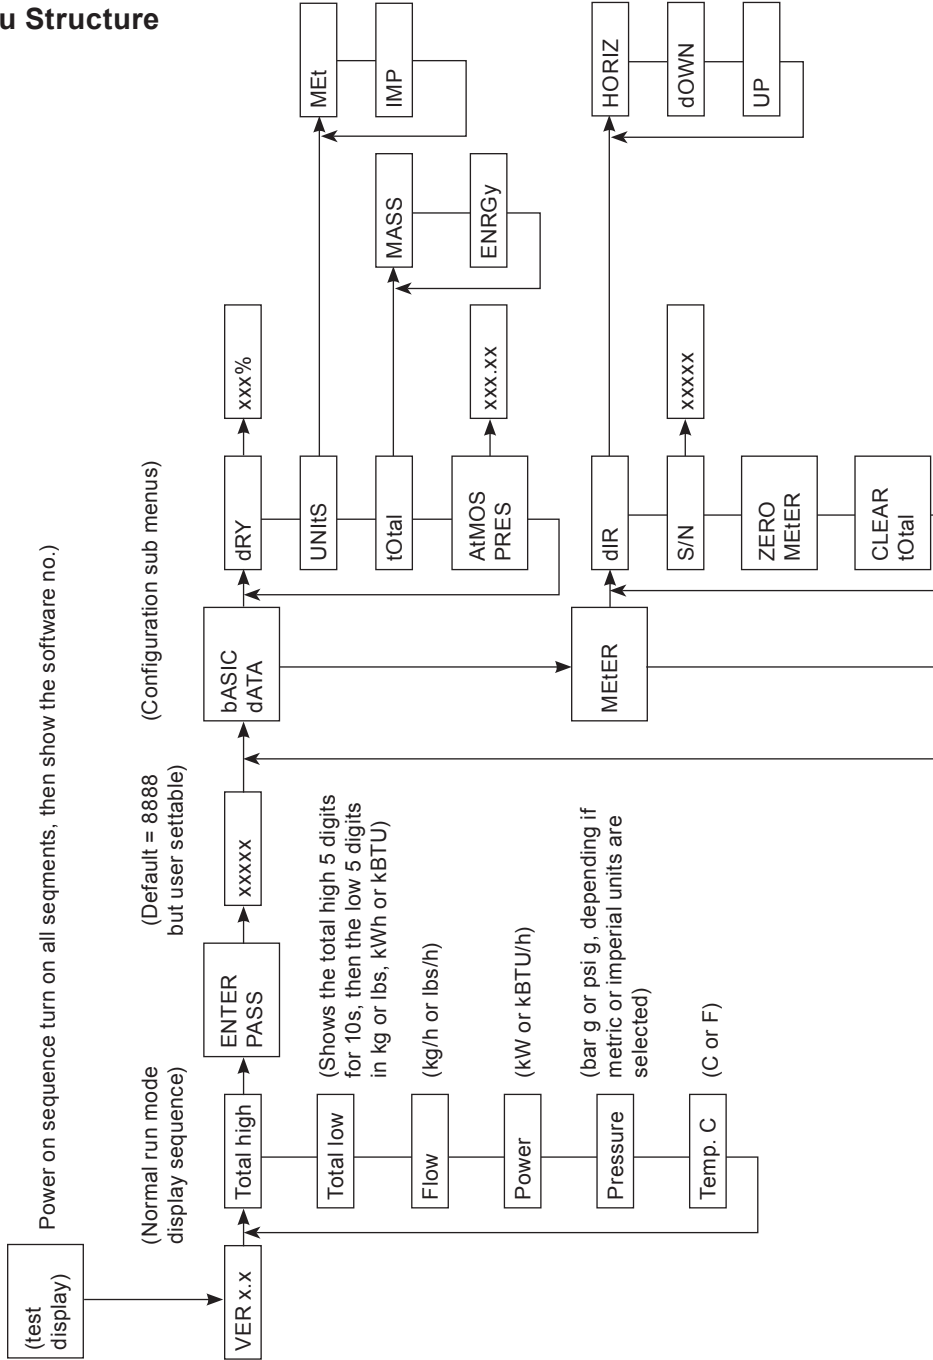 u Structure
(test
display)
Power on sequence turn on all seqments, then show the software no.)
VER x.x
(Normal run mode
display sequence)
Total high
Total low
(Shows the total high 5 digits
for 10s, then the low 5 digits
in kg or lbs, kWh or kBTU)
Flow
(kg/h or lbs/h)
Power
(kW or kBTU/h)
Pressure
(bar g or psi g, depending if
metric or imperial units are
selected)
Temp. C
(C or F)
ENTER
PASS
(Default = 8888
but user settable)
xxxxx
(Configuration sub menus)
bASIC
dATA
dRY
xxx%
UNItS
MEt
IMP
tOtal
MASS
ENRGy
AtMOS
PRES
xxx.xx
MEtER
dIR
HORIZ
dOWN
UP
S/N
xxxxx
ZERO
MEtER
CLEAR
tOtal